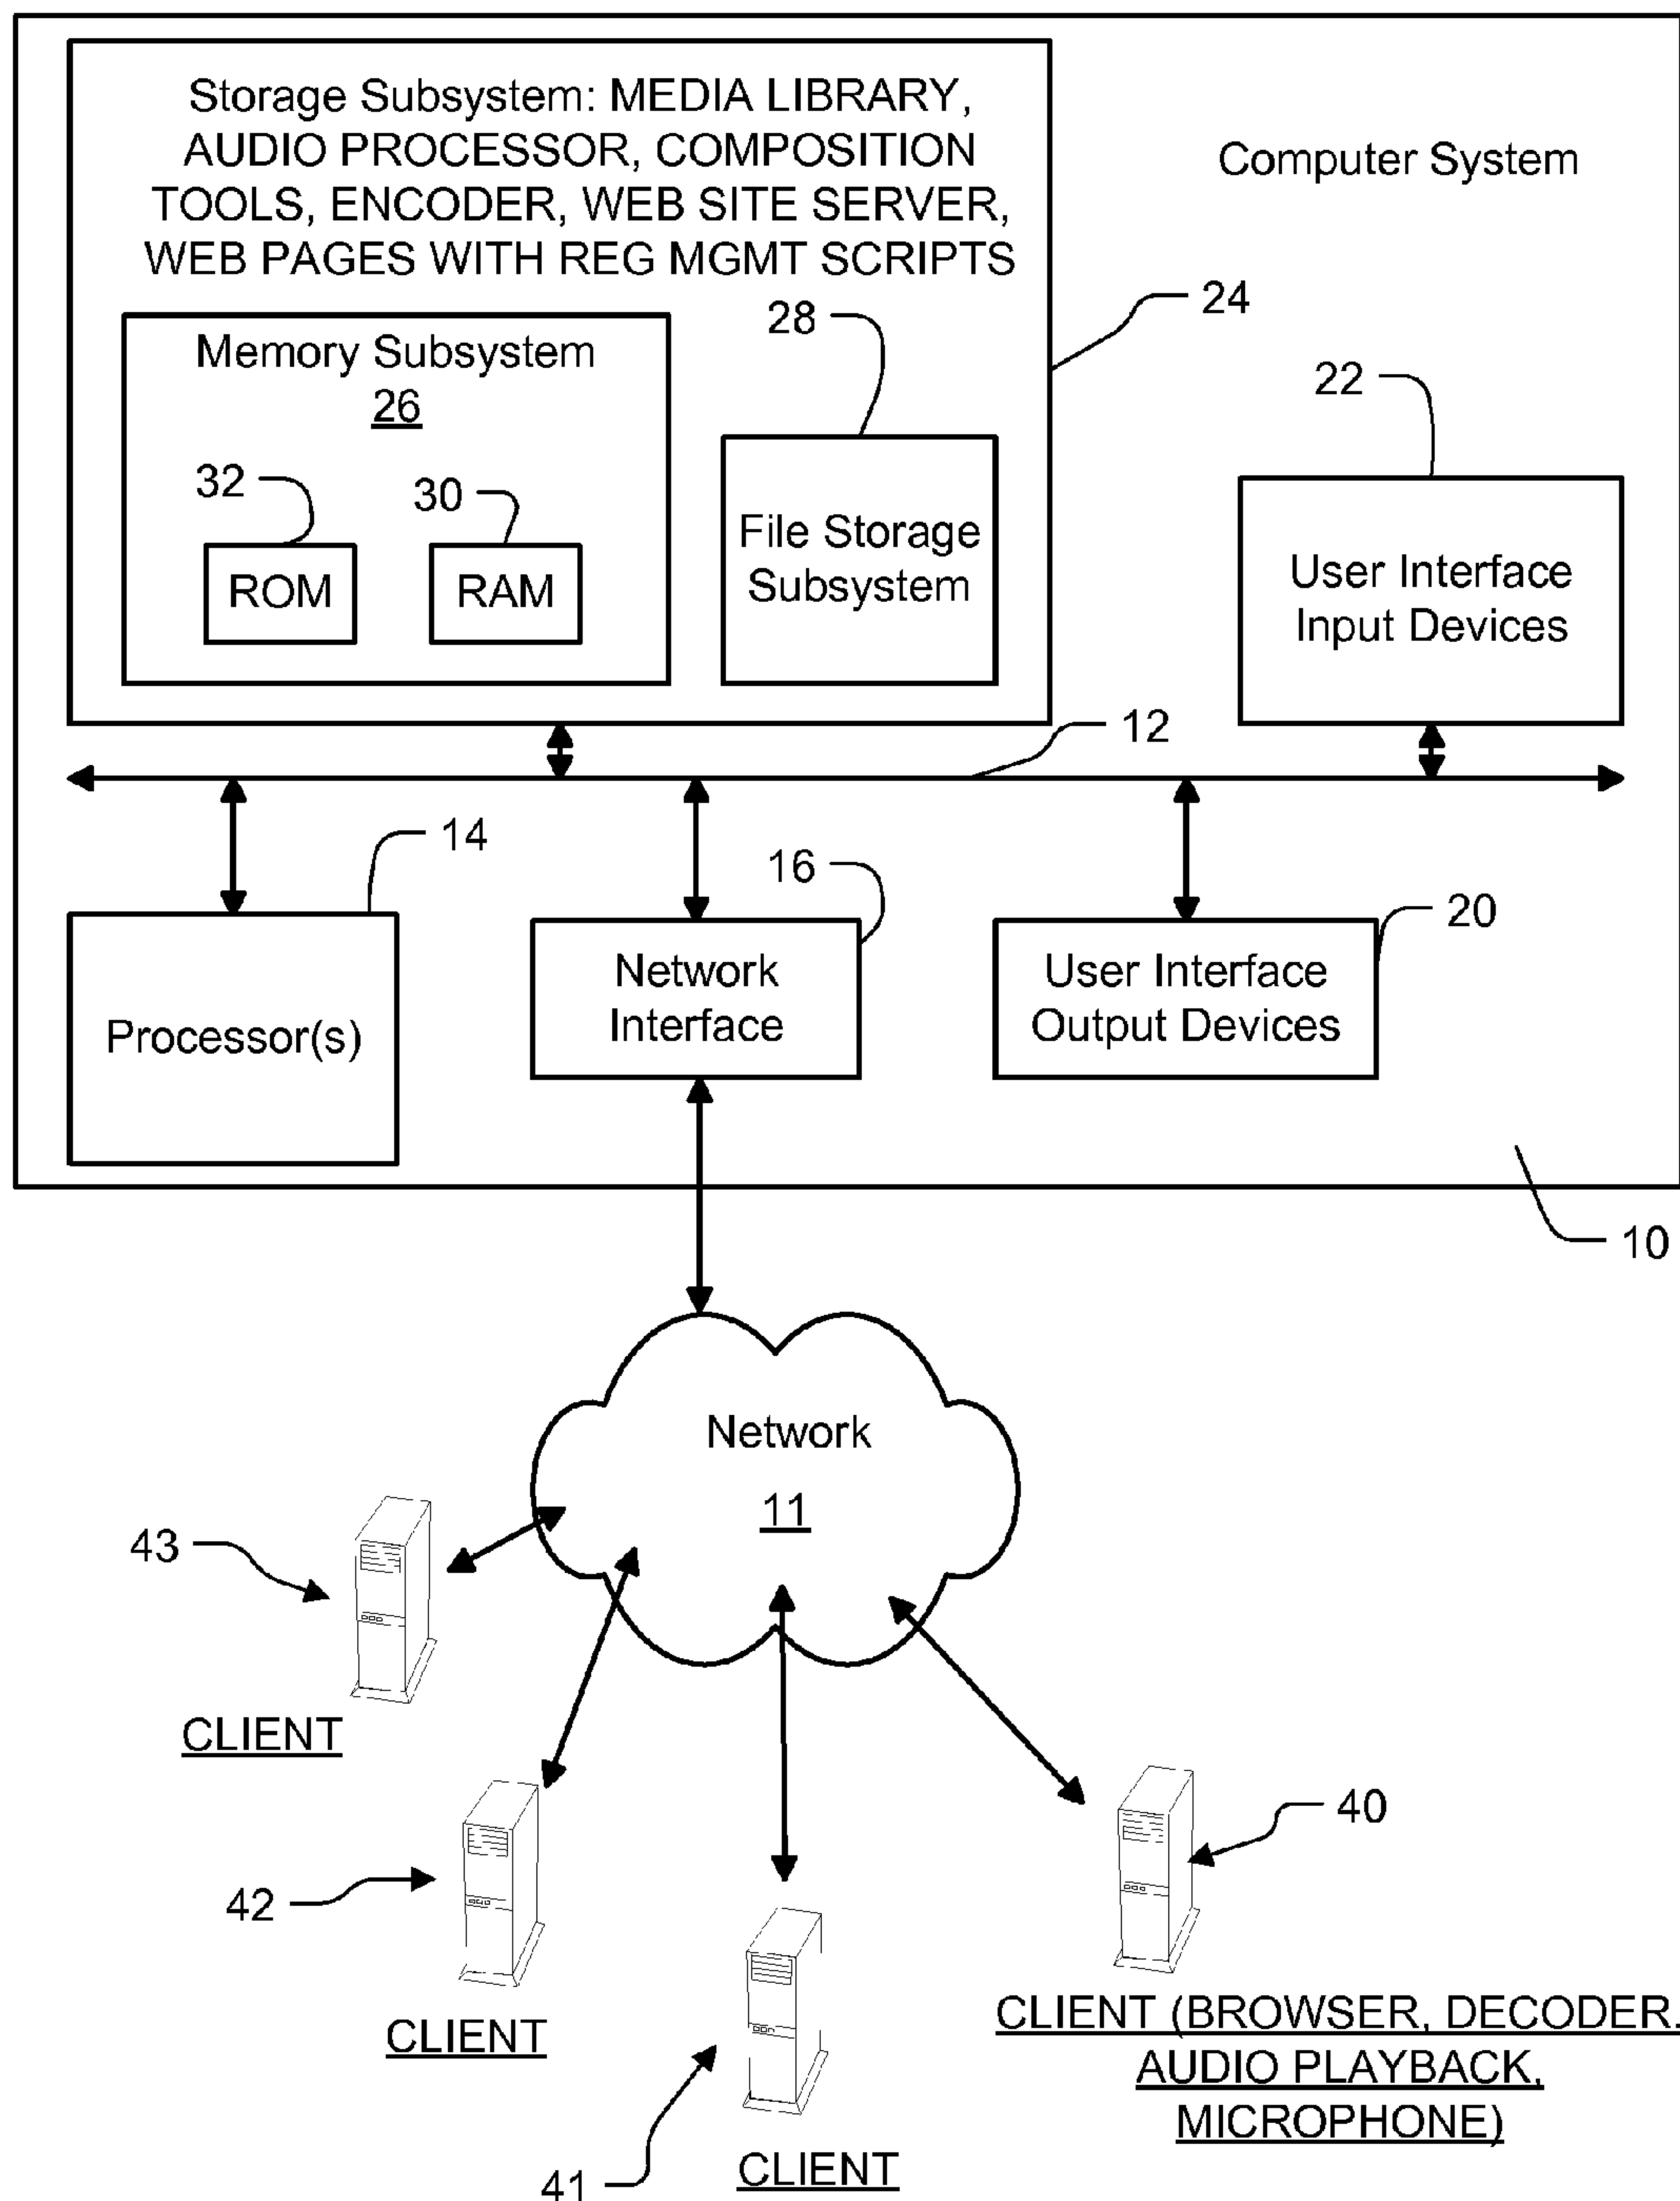 Storage Subsystem: MEDIA LIBRARY,
AUDIO PROCESSOR, COMPOSITION
TOOLS, ENCODER, WEB SITE SERVER,
WEB PAGES WITH REG MGMT SCRIPTS
Computer System
24
Memory Subsystem
26
28
22
32
30
ROM
RAM
File Storage
Subsystem
User Interface
Input Devices
12
14
16
20
Processor(s)
Network
Interface
User Interface
Output Devices
10
Network
11
43
CLIENT
42
CLIENT
41
CLIENT
40
CLIENT (BROWSER, DECODER,
AUDIO PLAYBACK,
MICROPHONE)